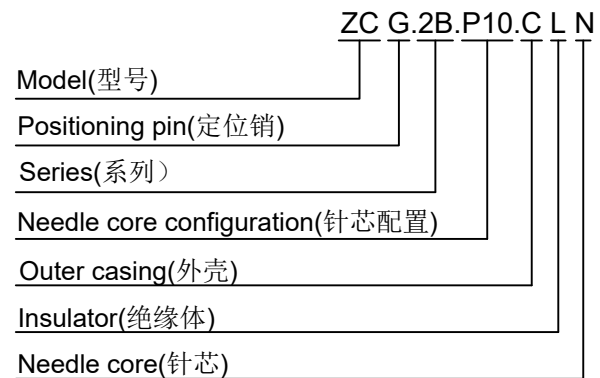 ZC G.2B.P10.C L N
Model(型号)
Positioning pin(定位销)
Series(系列）
Needle core configuration(针芯配置)
Outer casing(外壳)
Insulator(绝缘体)
Needle core(针芯)